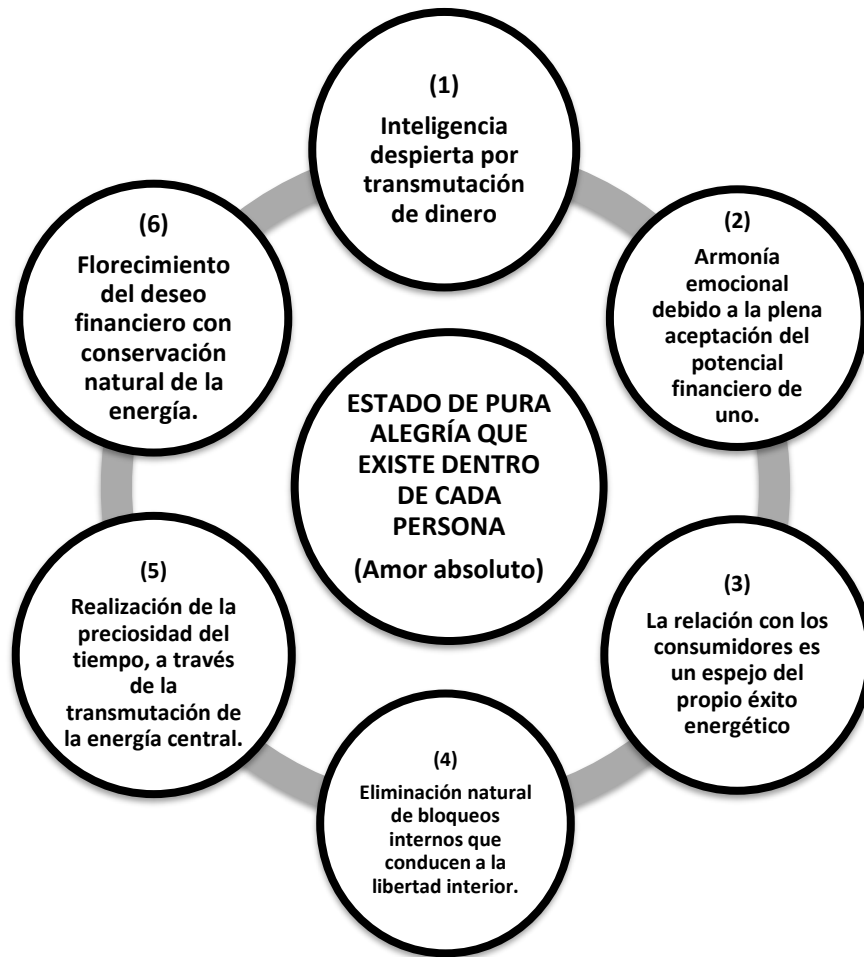 (1)
Inteligencia
despierta por
transmutación
de dinero
(2)
Armonía
emocional
debido a la plena
aceptación del
potencial
financiero de
uno.
(3)
La relación con los
consumidores es
un espejo del
propio éxito
energético
(4)
Eliminación natural
de bloqueos
internos que
conducen a la
libertad interior.
(5)
Realización de la
preciosidad del
tiempo, a través
de la
transmutación de
la energía central.
(6)
Florecimiento
del deseo
financiero con
conservación
natural de la
energía.
ESTADO DE PURA
ALEGRÍA QUE
EXISTE DENTRO
DE CADA
PERSONA
(Amor absoluto)